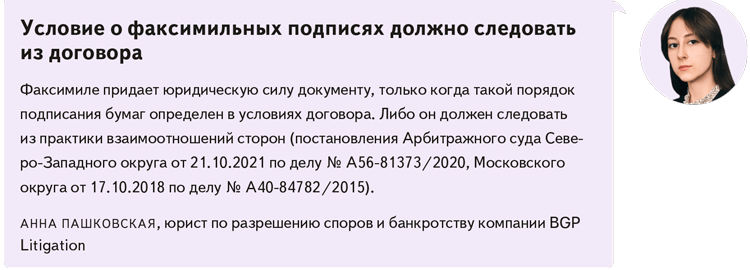 Условие о факсимильных подписях должно следовать
из договора
Факсимиле придает юридическую силу документу, только когда такой порядок
подписания бумаг определен в условиях договора. Либо он должен следовать
из практики взаимоотношений сторон (постановления Арбитражного суда Севе-
ро-Западного округа от 21.10.2021 по делу № А56-81373/2020, Московского
округа от 17.10.2018 по делу № А40-84782/2015).
АННА ПАШКОВСКАЯ, юрист по разрешению споров и банкротству компании BGP
Litigation